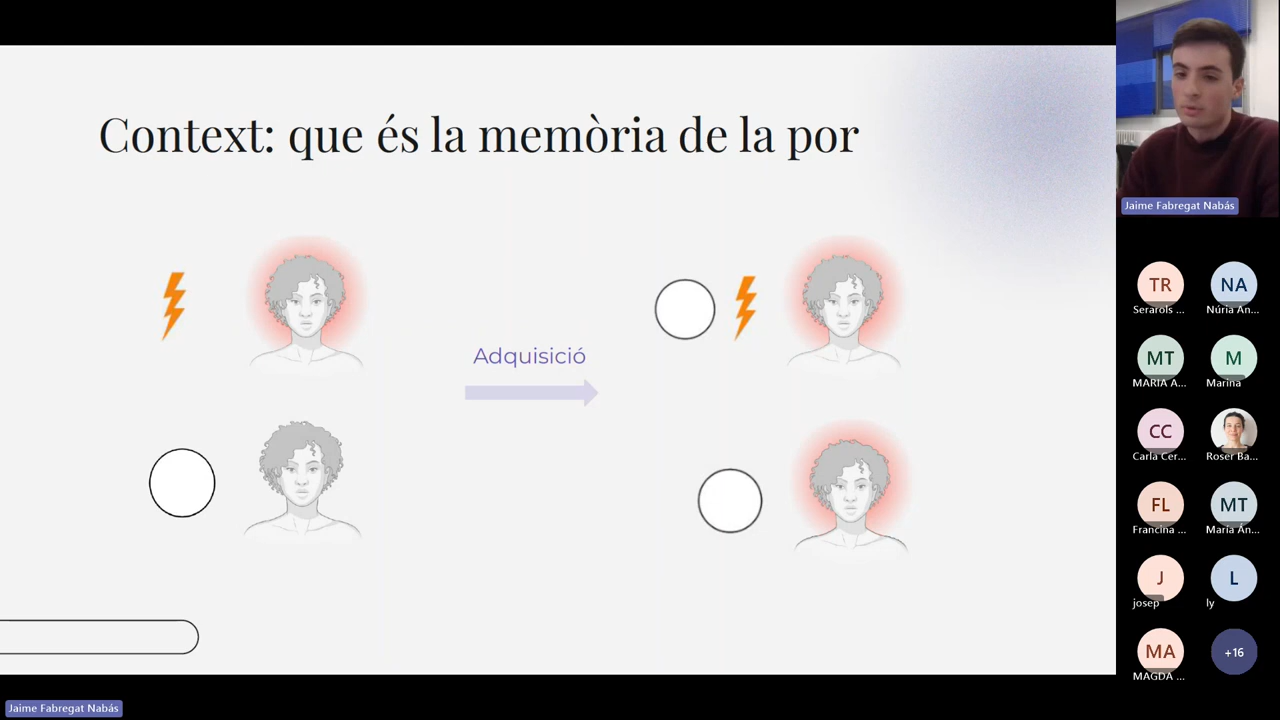 Context: que és la memòria de la por
Adquisició
Jaime Fabregat Nabás
TR
Serarols ...
NA
Núria An...
MT
MARIA A...
M
Marina
CC
Carla Cer...
Roser Ba...
FL
Francina ...
MT
Maria Án...
J
josep
L
ly
MA
MAGDA ...
+16
Jaime Fabregat Nabás